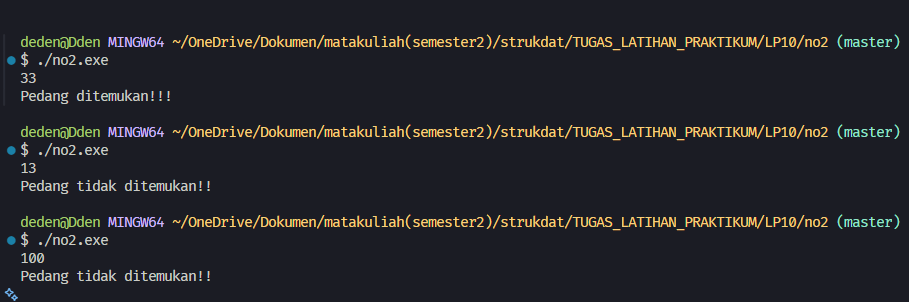 deden@Dden MINGW64 ~/OneDrive/Dokumen/matakuliah(semester2)/strukdat/TUGAS_LATIHAN_PRAKTIKUM/LP10/no2 (master)
$ ./no2.exe
33
Pedang ditemukan!!!
deden@Dden MINGW64 ~/OneDrive/Dokumen/matakuliah(semester2)/strukdat/TUGAS_LATIHAN_PRAKTIKUM/LP10/no2 (master)
$ ./no2.exe
13
Pedang tidak ditemukan!!
deden@Dden MINGW64 ~/OneDrive/Dokumen/matakuliah(semester2)/strukdat/TUGAS_LATIHAN_PRAKTIKUM/LP10/no2 (master)
$ ./no2.exe
100
Pedang tidak ditemukan!!